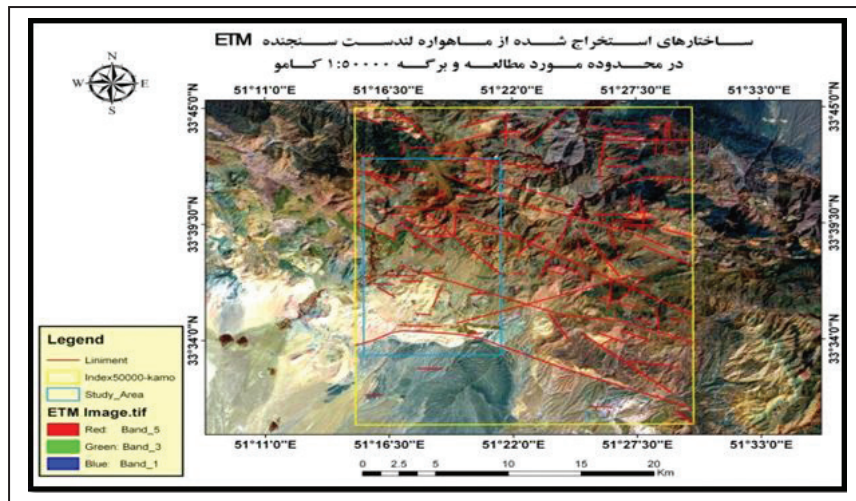 ساختارهای استخراج شده از ماهواره لندست سنجنده ETM
در محدوده مورد مطالعه و برگه ۱:۵۰۰۰۰ کامو
N
W E
S
51°11'0"E 51°16'30"E 51°22'0"E 51°27'30"E 51°33'0"E
33°45'0"N 33°45'0"N
33°39'30"N 33°39'30"N
33°34'0"N 33°34'0"N
Legend
Liniment
Index50000-kamo
Study_Area
ETM Image.tif
Red: Band_5
Green: Band_3
Blue: Band_1
51°11'0"E 51°16'30"E 51°22'0"E 51°27'30"E 51°33'0"E
0 2.5 5 10 15 20
Km